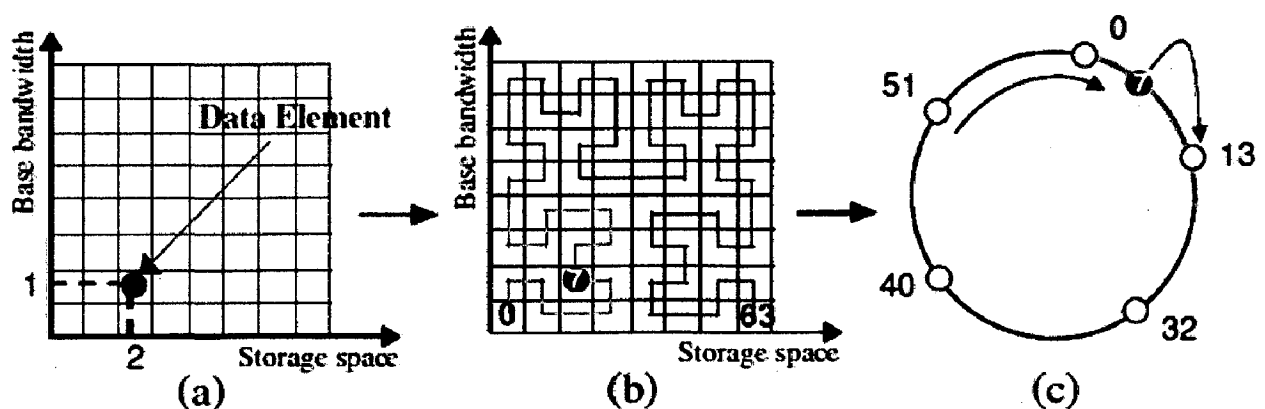 Base bandwidth
Data Element
1
2
Storage space
(a)
Base bandwidth
7
0
63
Storage space
(b)
0
7
13
32
40
51
(c)